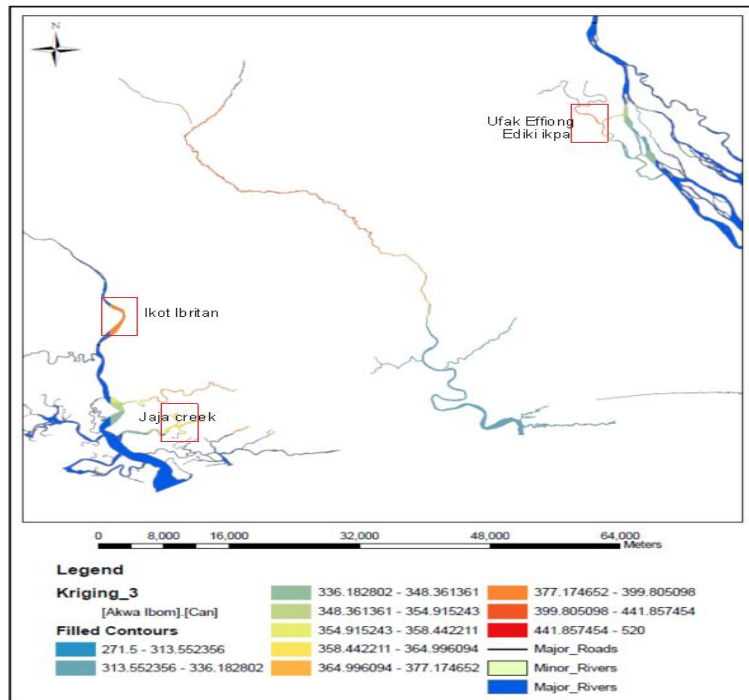 N
Ufak Effiong
Ediki ikpa
Ikot Ibritan
Jaja creek
0 8,000 16,000 32,000 48,000 64,000
Meters
Legend
Kriging_3
[Akwa Ibom].[Can]
Filled Contours
271.5 - 313.552356
313.552356 - 336.182802
336.182802 - 348.361361
348.361361 - 354.915243
354.915243 - 358.442211
358.442211 - 364.996094
364.996094 - 377.174652
377.174652 - 399.805098
399.805098 - 441.857454
441.857454 - 520
Major_Roads
Minor_Rivers
Major_Rivers